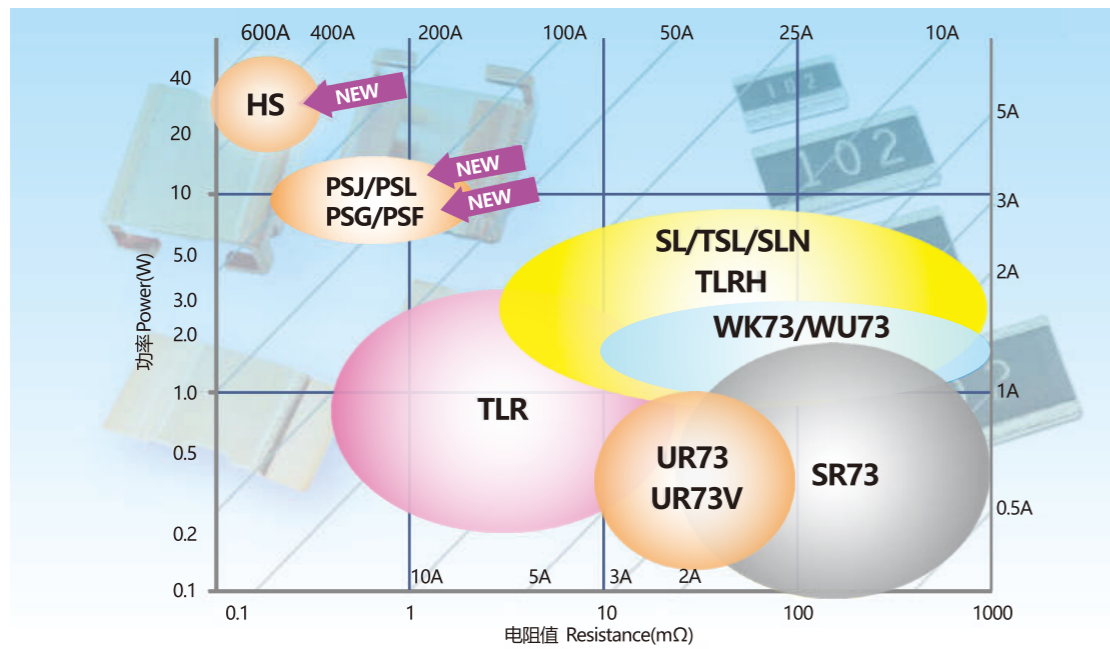 600A 400A 200A 100A 50A 25A 10A
40
HS
NEW
5A
20
NEW
PSJ/PSL
10
NEW
3A
PSG/PSF
SL/TSL/SLN
5.0
2A
TLRH
功率Power(W)
3.0
WK73/WU73
2.0
1.0
1A
TLR
0.5
UR73
SR73
UR73V
0.5A
0.2
10A 5A 3A 2A
0.1
0.1 1 10 100 1000
电阻值 Resistance(mΩ)
102
102